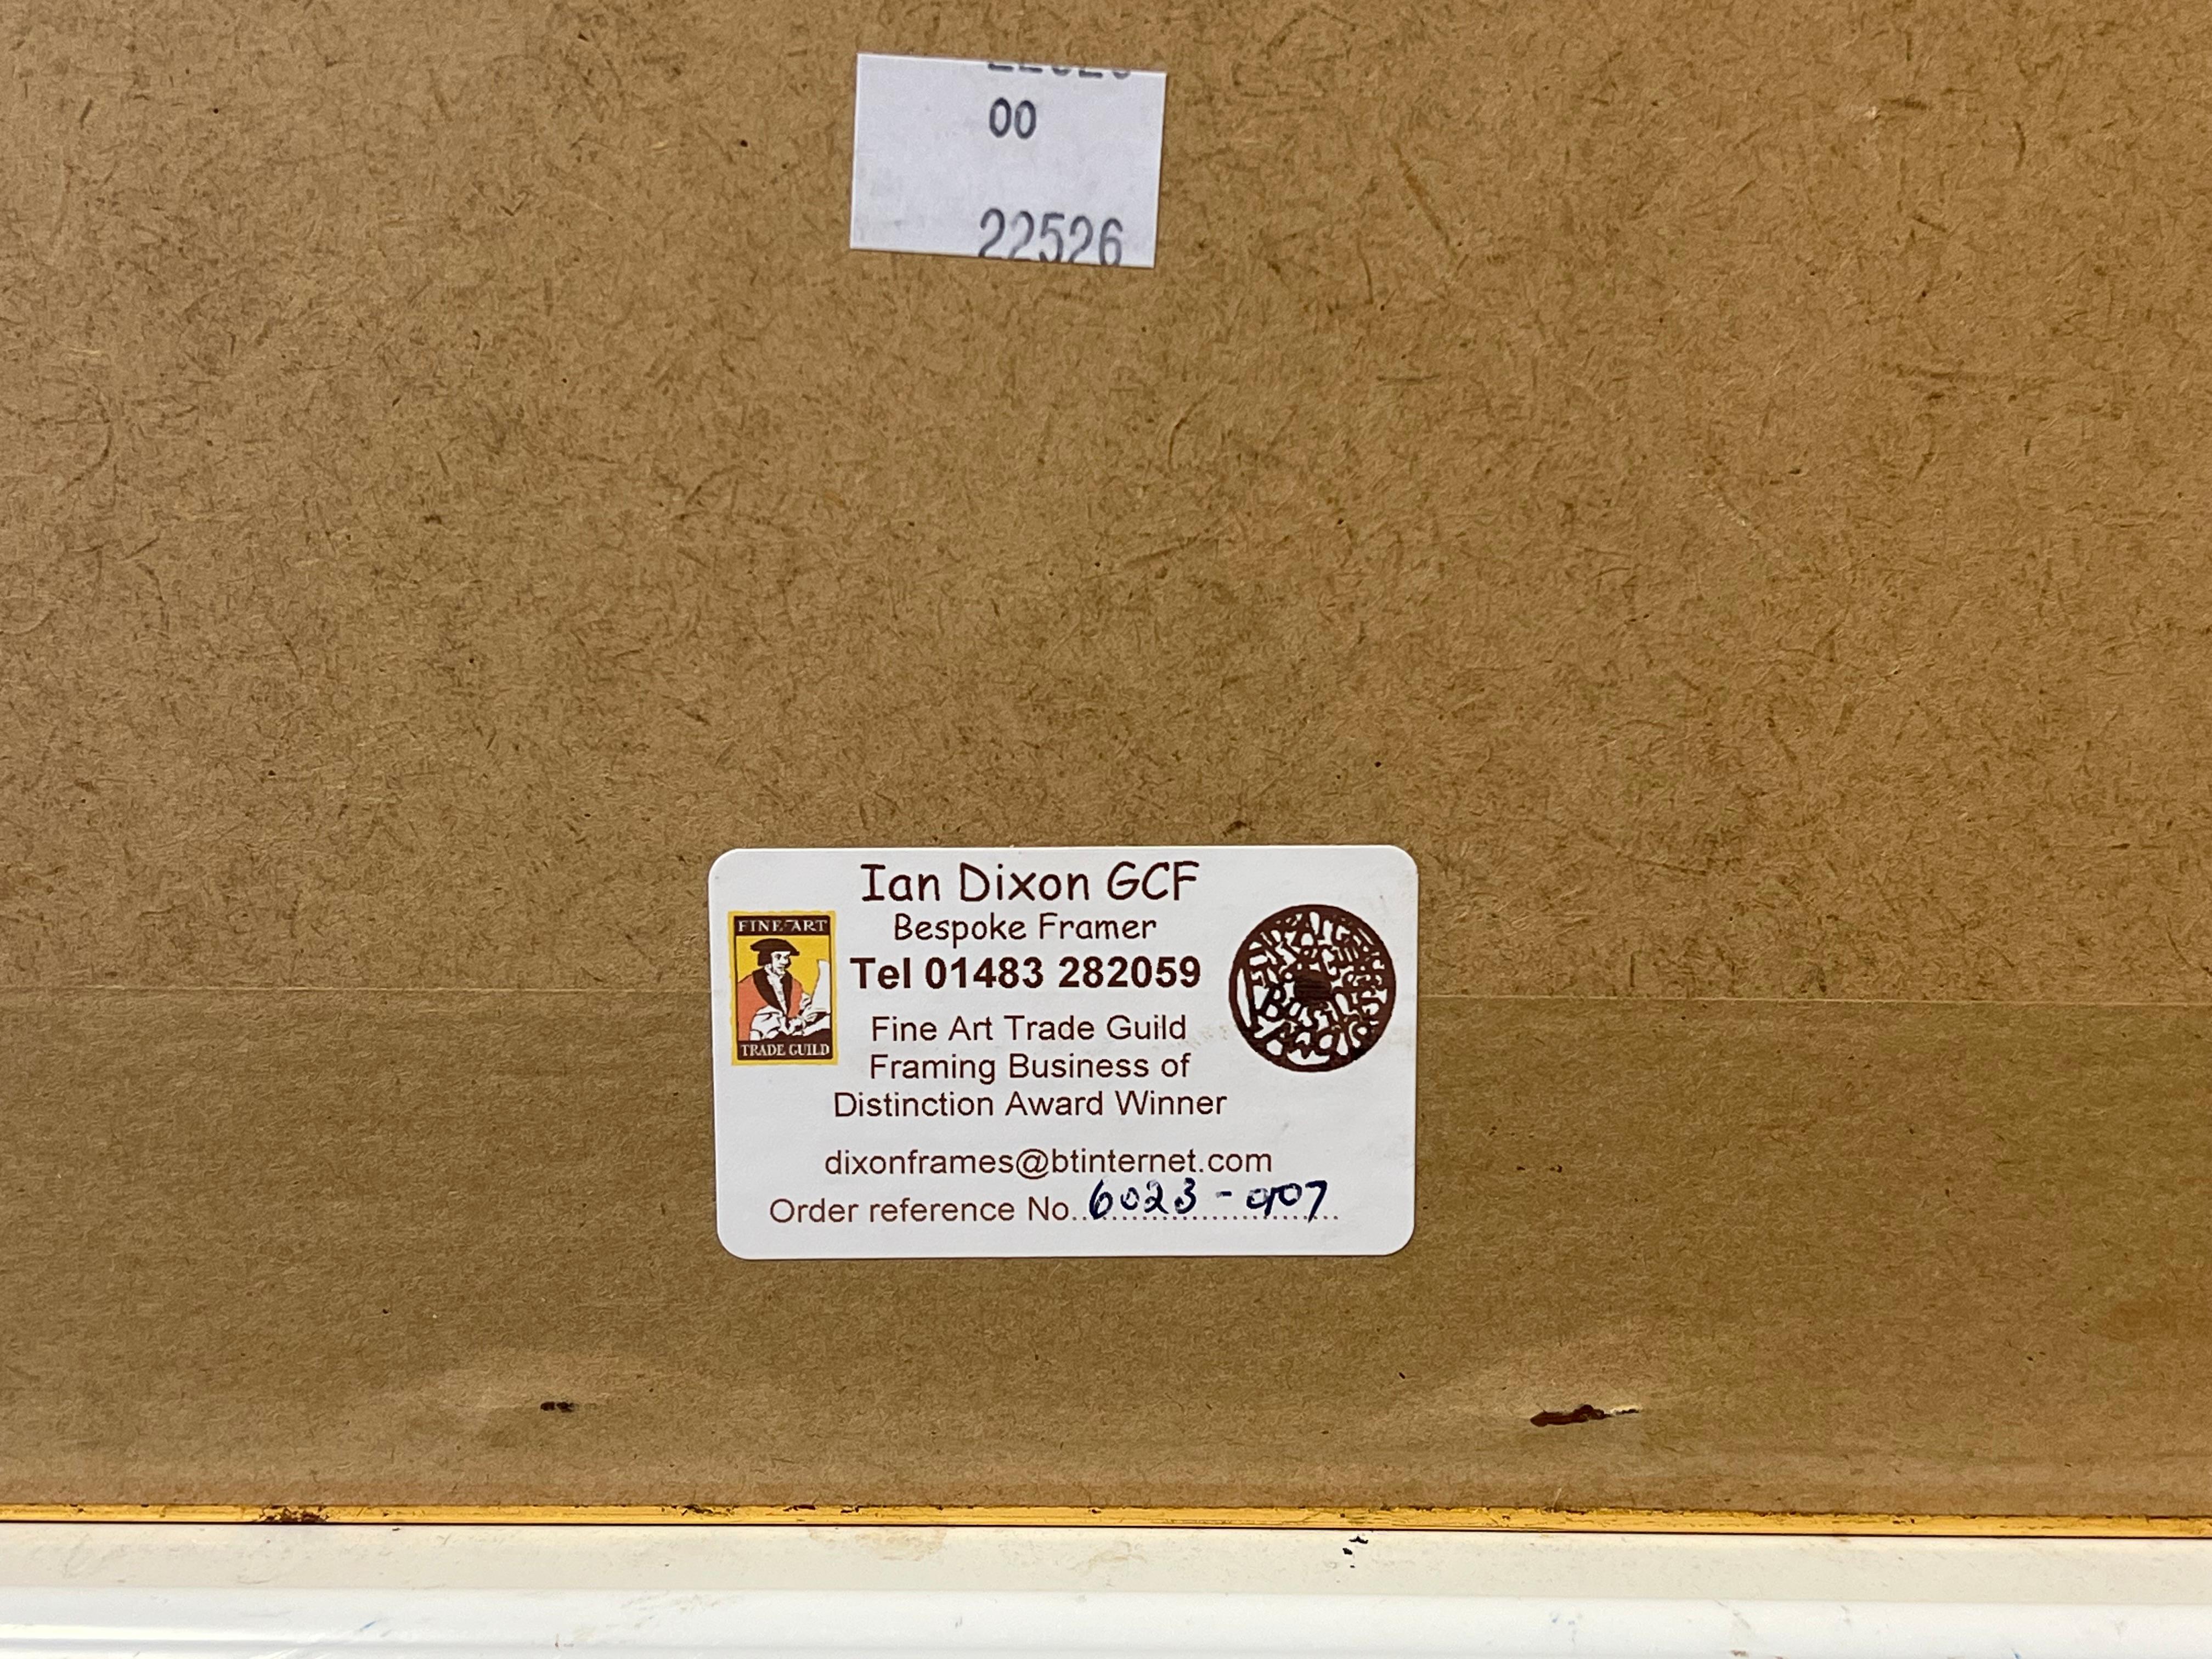 00
22526
Ian Dixon GCF
Bespoke Framer
FINE ART
TRADE GUILD
Tel 01483 282059
Fine Art Trade Guild
Framing Business of
Distinction Award Winner
dixonframes@btinternet.com
Order reference No. 6023-007